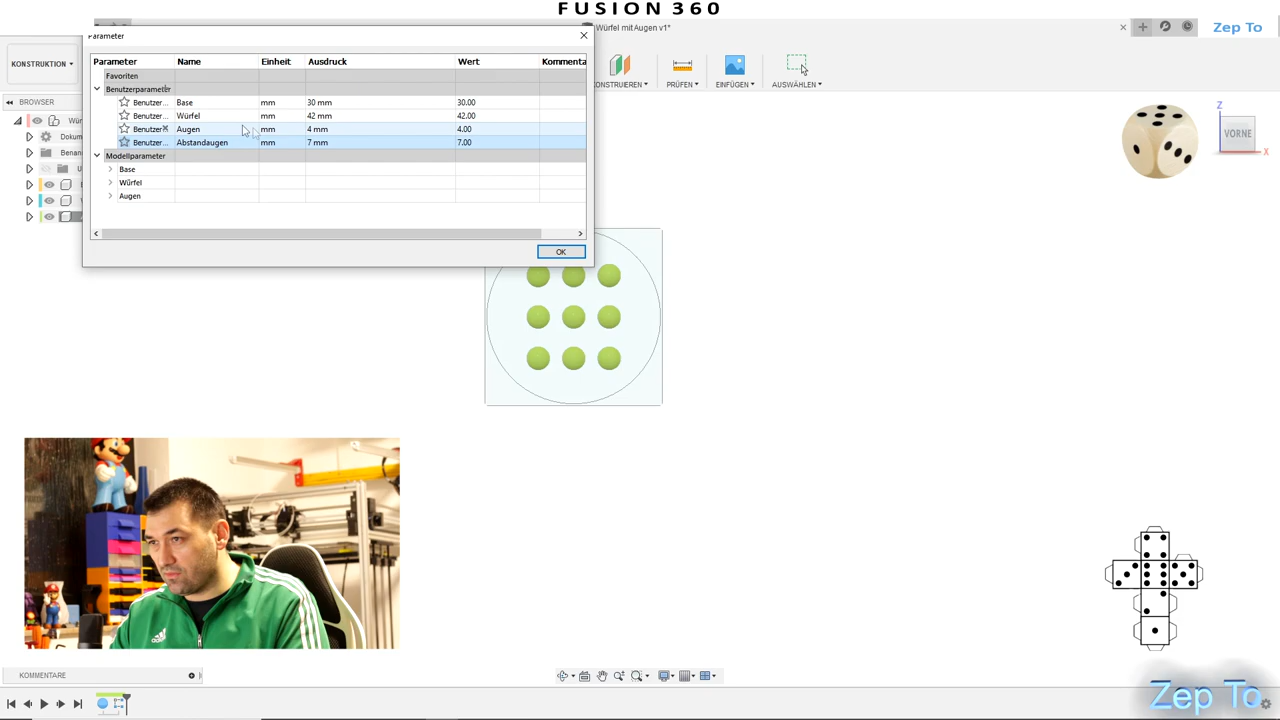 FUSION 360
Würfel mit Augen v1*
Zep To
Parameter
KONSTRUKTION
KONSTRUIEREN
PRÜFEN
EINFÜGEN
AUSWÄHLEN
BROWSER
Parameter Name Einheit Ausdruck Wert Kommenta
Favoriten
Benutzerparameter
Benutzer... Base mm 30 mm 30.00
Benutzer... Würfel mm 42 mm 42.00
Benutzer Augen mm 4 mm 4.00
Benutzer... Abstandaugen mm 7 mm 7.00
Modellparameter
Base
Würfel
Augen
OK
Wür
Dokum
Benan
U
Z
VORNE
X
KOMMENTARE
Zep To